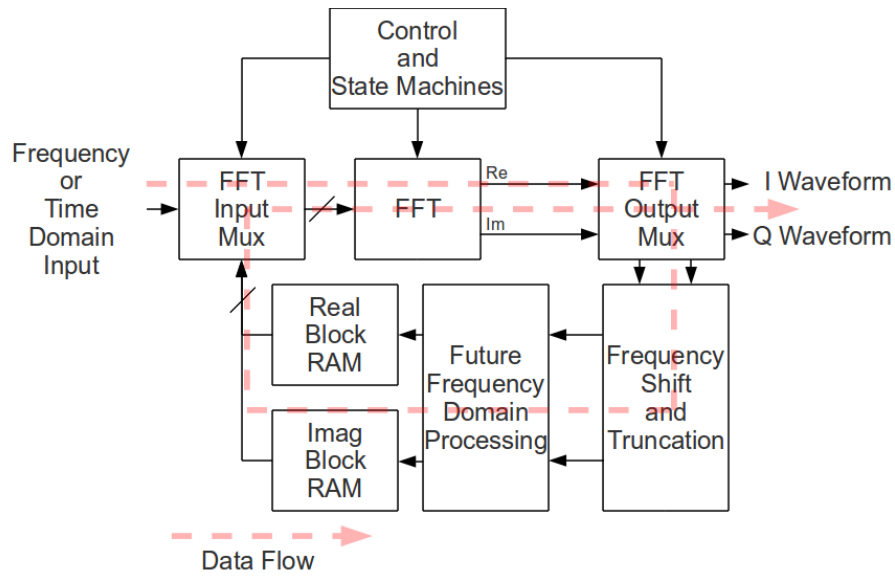 Control
and
State Machines
Frequency
or
Time
Domain
Input
FFT
Input
Mux
FFT
Re
Im
FFT
Output
Mux
I Waveform
Q Waveform
Real
Block
RAM
Imag
Block
RAM
Future
Frequency
Domain
Processing
Frequency
Shift
and
Truncation
Data Flow